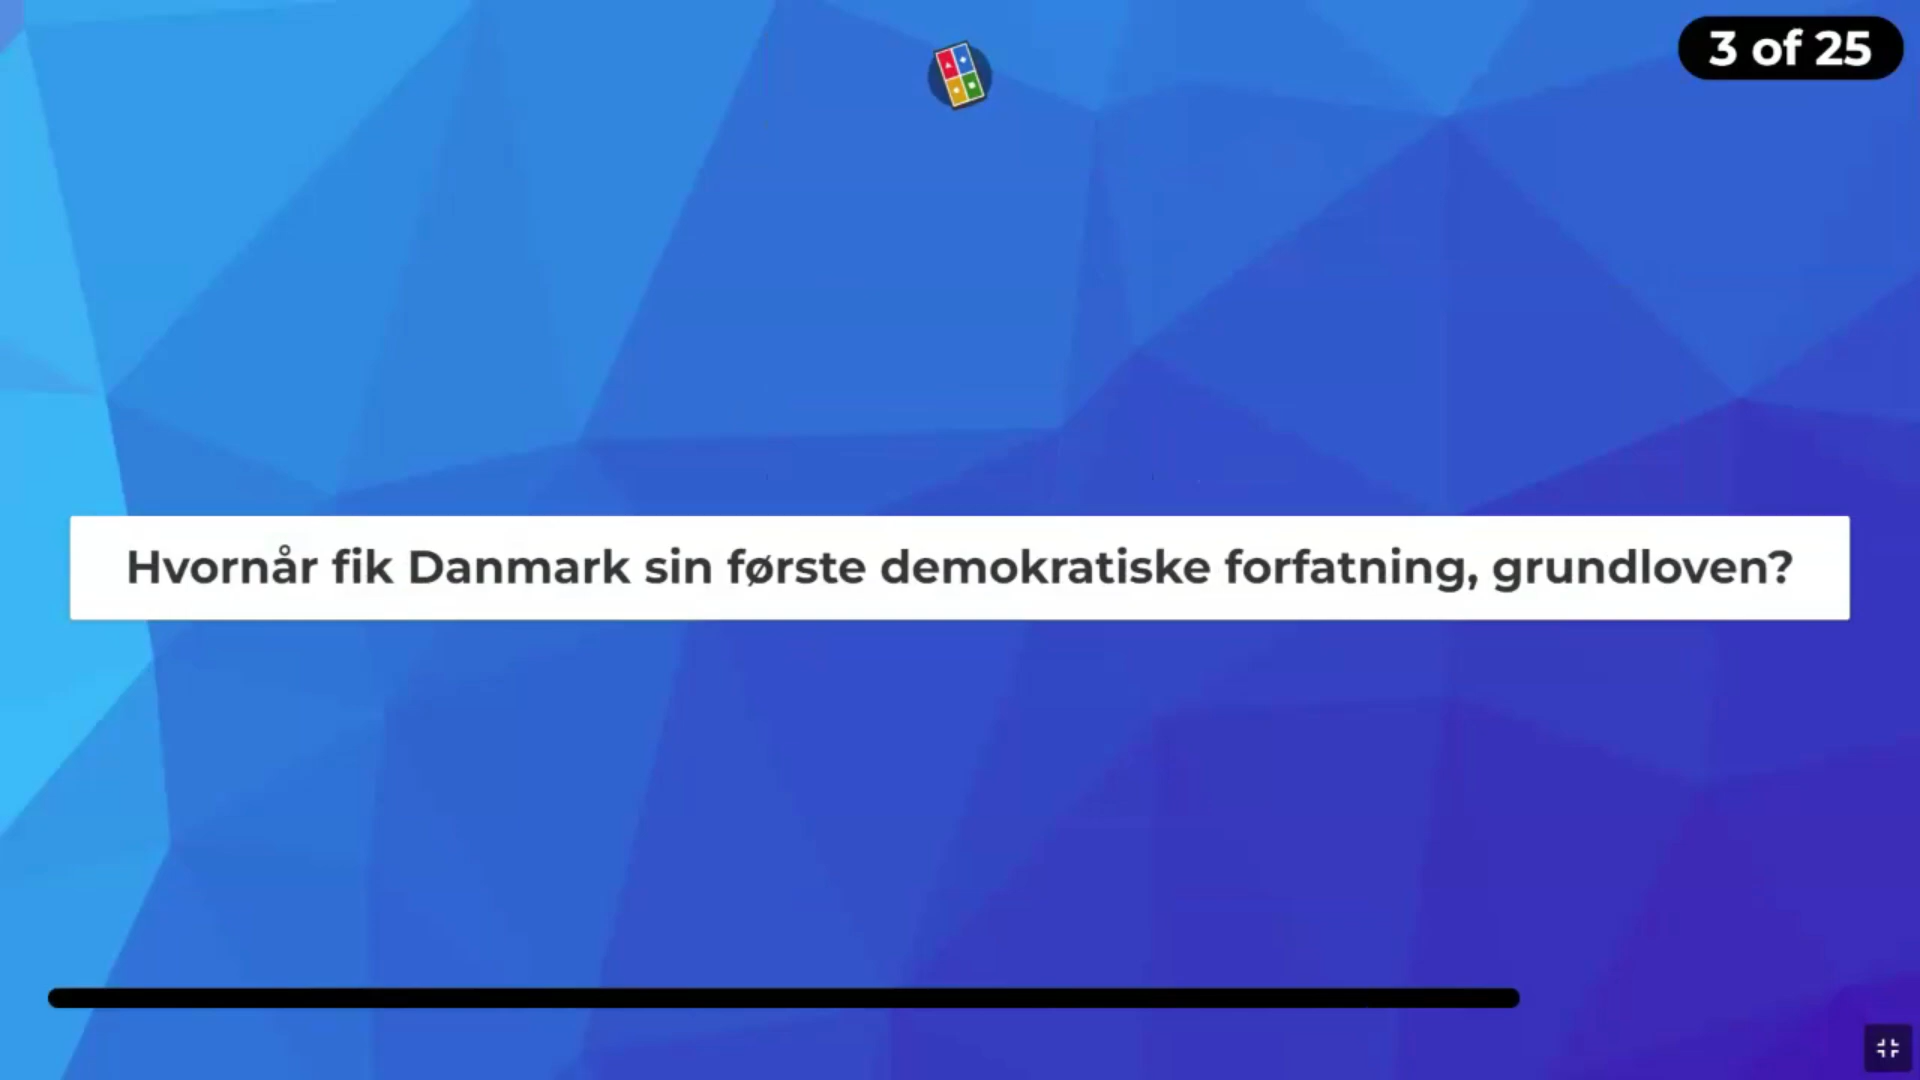 3 of 25
Hvornår fik Danmark sin første demokratiske forfatning, grundloven?